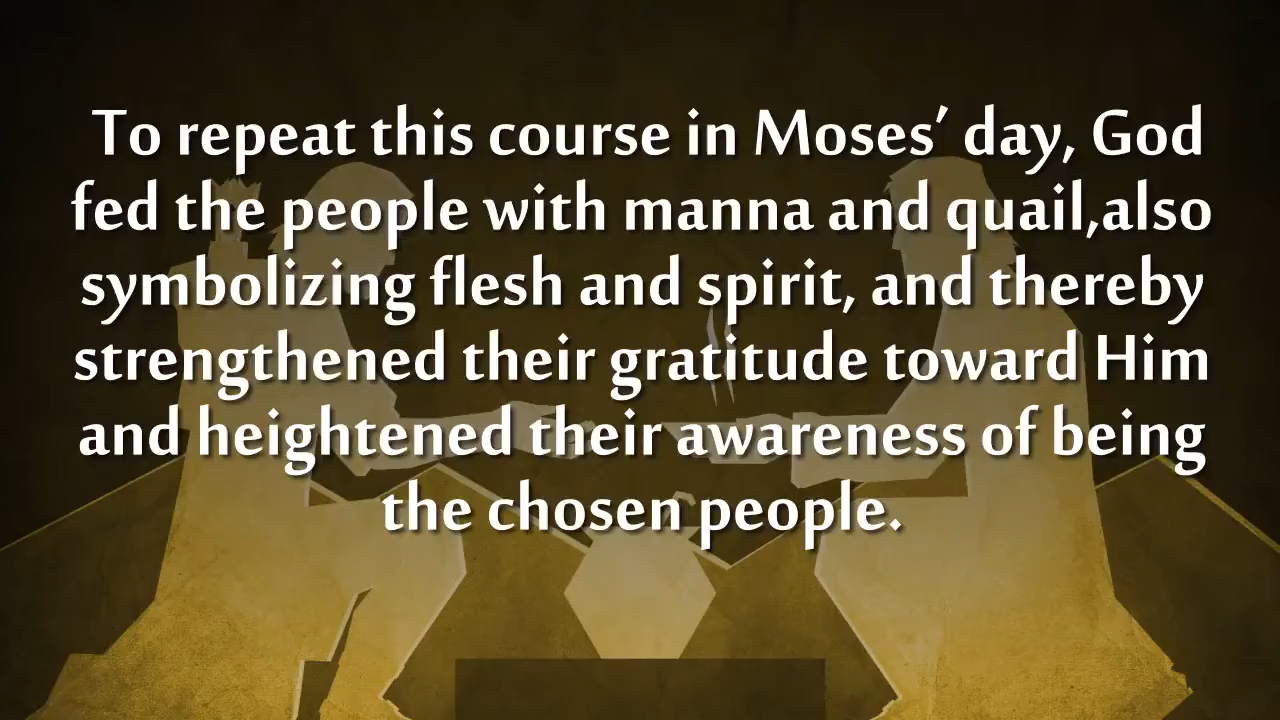 To repeat this course in Moses’ day, God
fed the people with manna and quail,also
symbolizing flesh and spirit, and thereby
strengthened their gratitude toward Him
and heightened their awareness of being
the chosen people.